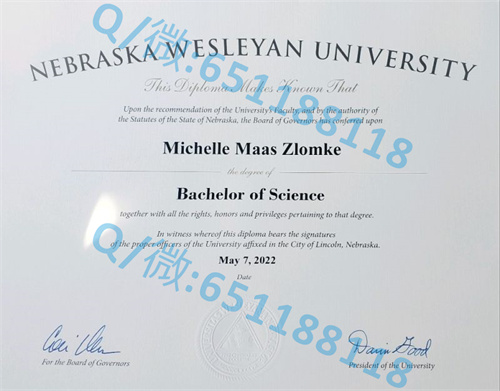 NEBRASKA WESLEYAN UNIVERSITY
This Diploma Makes Known That
Upon the recommendation of the University's Faculty, and by the authority of
the Statutes of the State of Nebraska, the Board of Governors has conferred upon
Michelle Maas Zlomke
the degree of
Bachelor of Science
together with all the rights, honors and privileges pertaining to that degree.
In witness whereof this diploma bears the signatures
of the proper officers of the University affixed in the City of Lincoln, Nebraska.
May 7, 2022
Date
For the Board of Governors
Darrin Good
President of the University
Q/微:651188118
Q/微:651188118